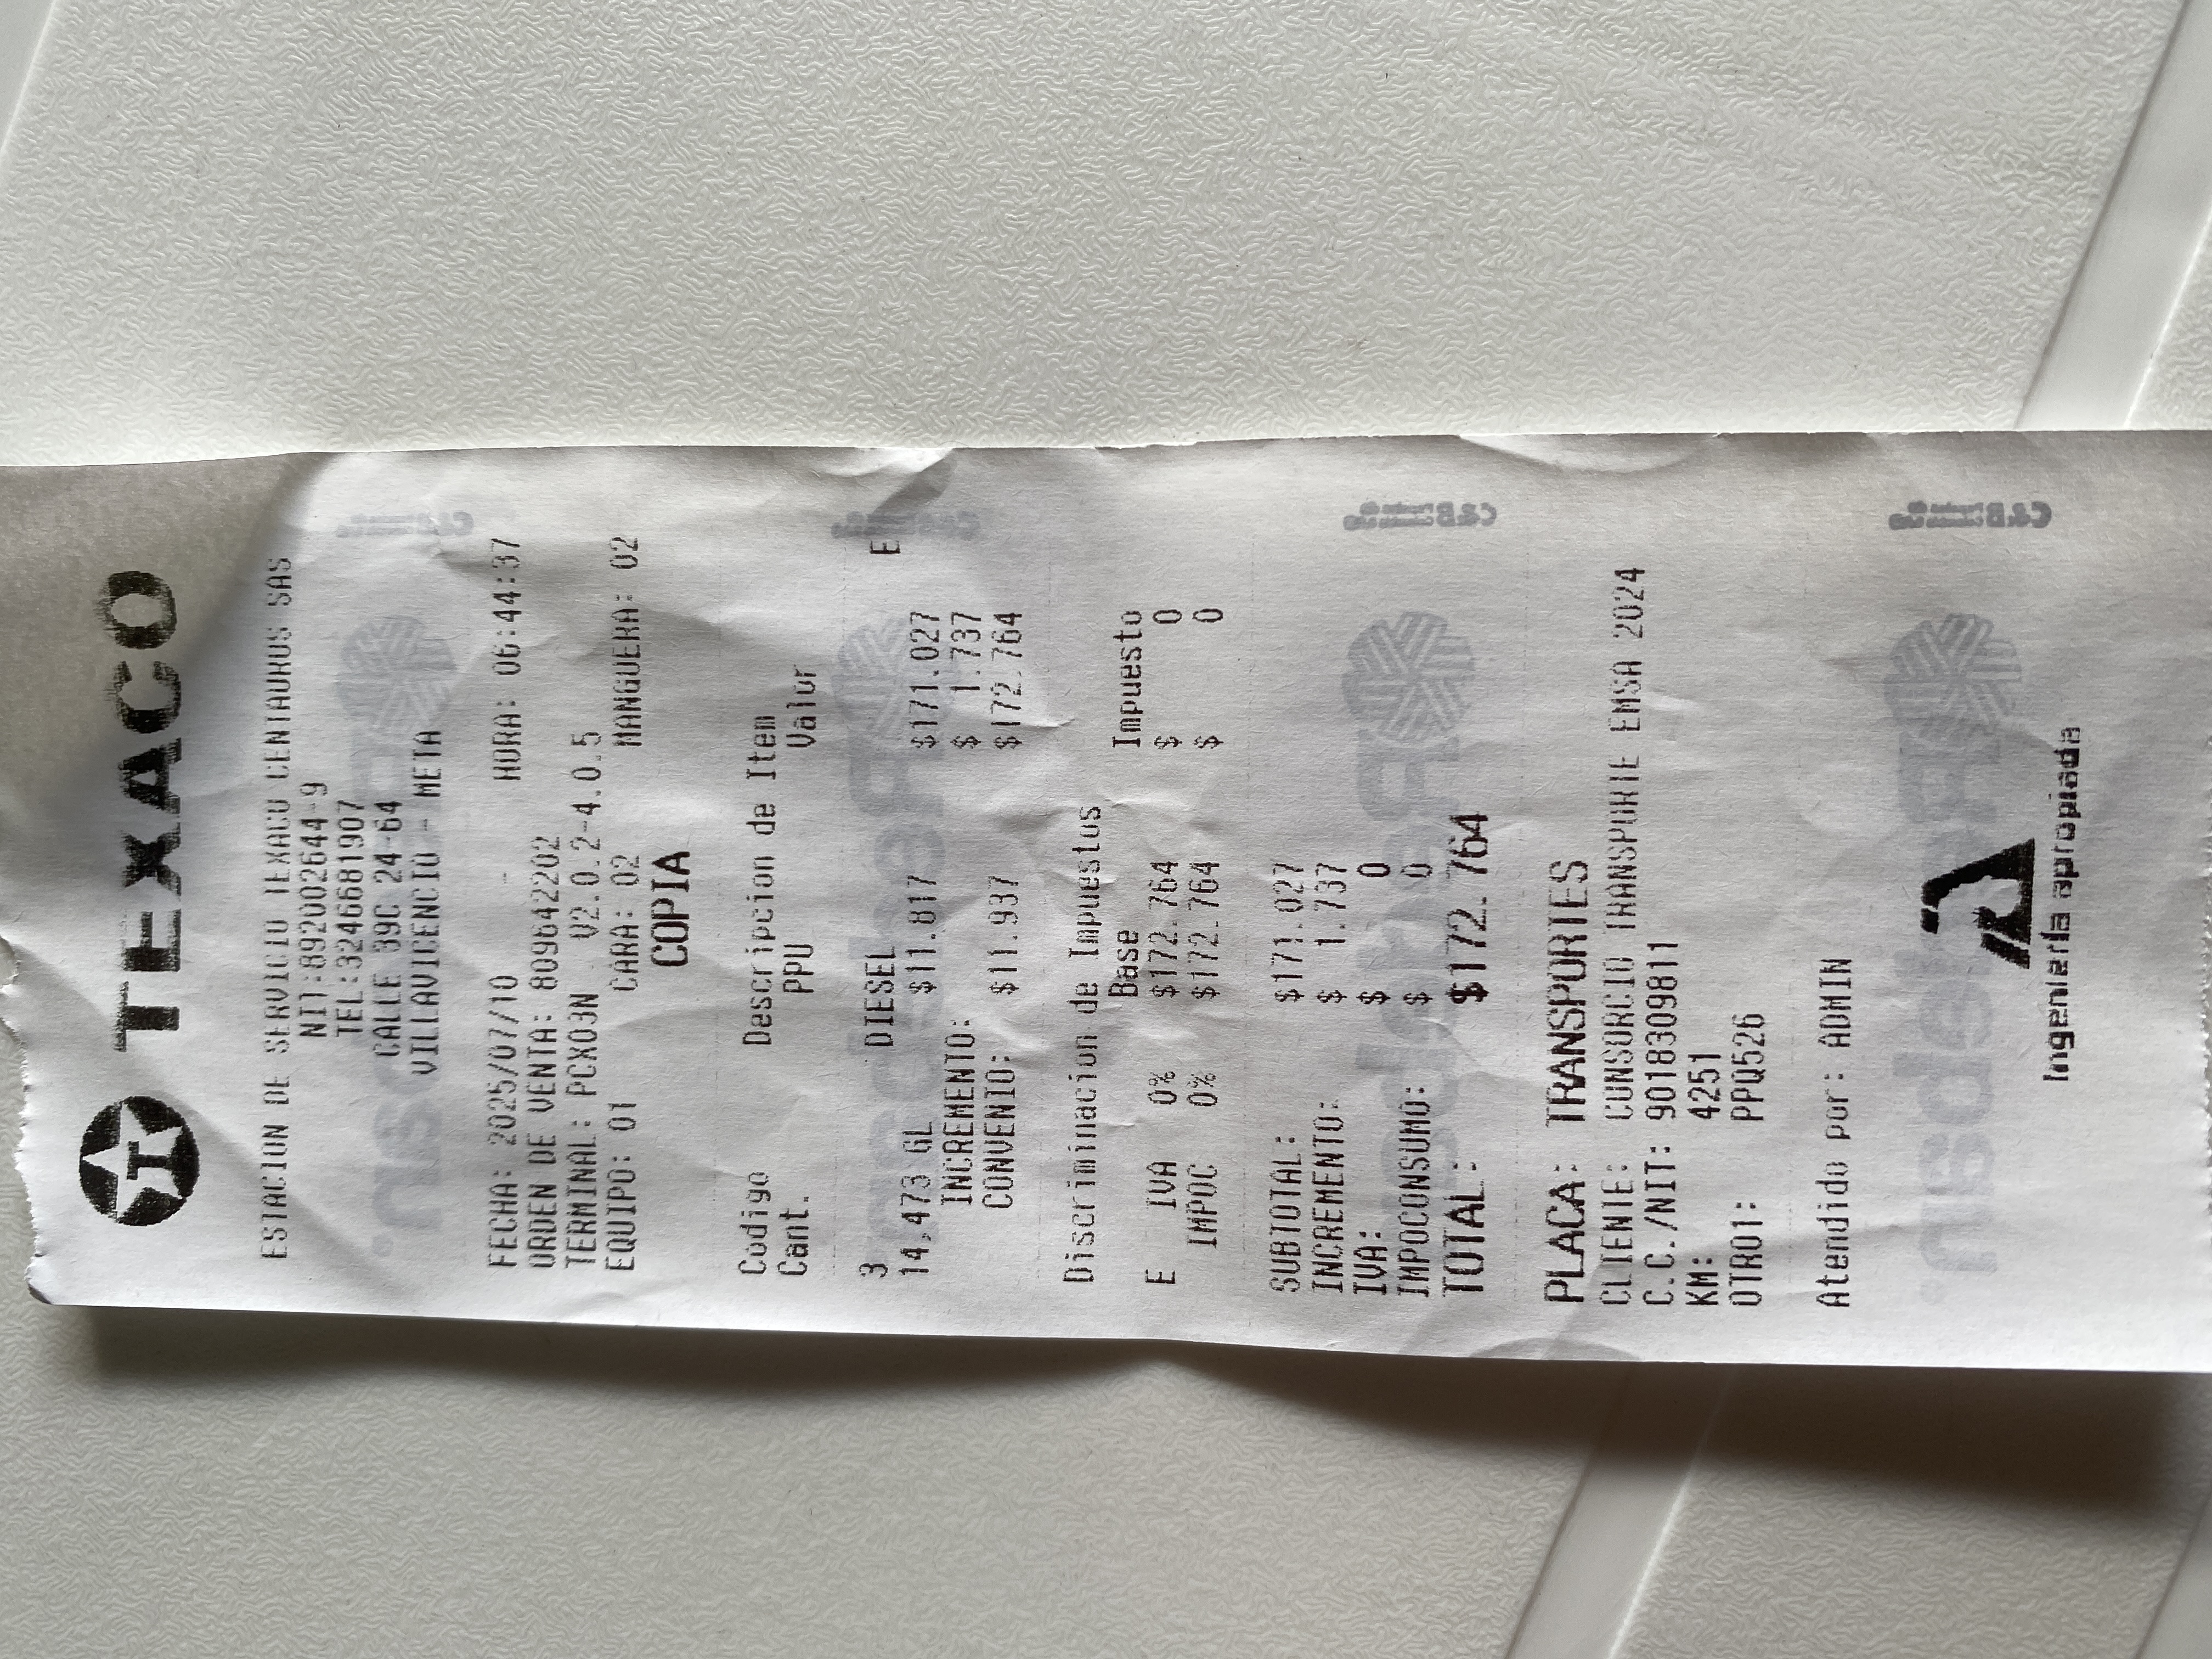 TEXACO
ESTACION DE SERVICIO TEXACO CENTAURUS SAS
NIT:892002644-9
TEL:3246681907
CALLE 39C 24-64
VILLAVICENCIO - META
FECHA: 2025/07/10 - HORA: 06:44:37
ORDEN DE VENTA: 809642202
TERMINAL: PCX03N V2.0.2-4.0.5
EQUIPO: 01 CARA: 02 MANGUERA: 02
COPIA
Codigo Descripcion de Item
Cant. PPU Valor
3 DIESEL E
14,473 GL $11.817 $171.027
INCREMENTO: $ 1.737
CONVENIO: $11.937 $172.764
Discriminacion de Impuestos
Base Impuesto
E IVA 0% $172.764 $ 0
IMPOC 0% $172.764 $ 0
SUBTOTAL: $171.027
INCREMENTO: $ 1.737
IVA: $ 0
IMPOCONSUMO: $ 0
TOTAL: $172.764
PLACA: TRANSPORTES
CLIENTE: CONSORCIO TRANSPORTE EMSA 2024
C.C./NIT: 9018309811
KM: 4251
OTRO1: PPQ526
Atendido por: ADMIN
Ingeniería apropiada